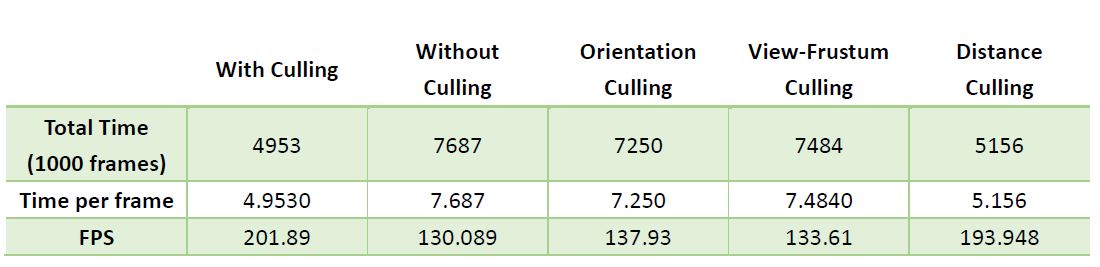 With Culling Without Culling Orientation Culling View-Frustum Culling Distance Culling
Total Time (1000 frames) 4953 7687 7250 7484 5156
Time per frame 4.9530 7.687 7.250 7.4840 5.156
FPS 201.89 130.089 137.93 133.61 193.948